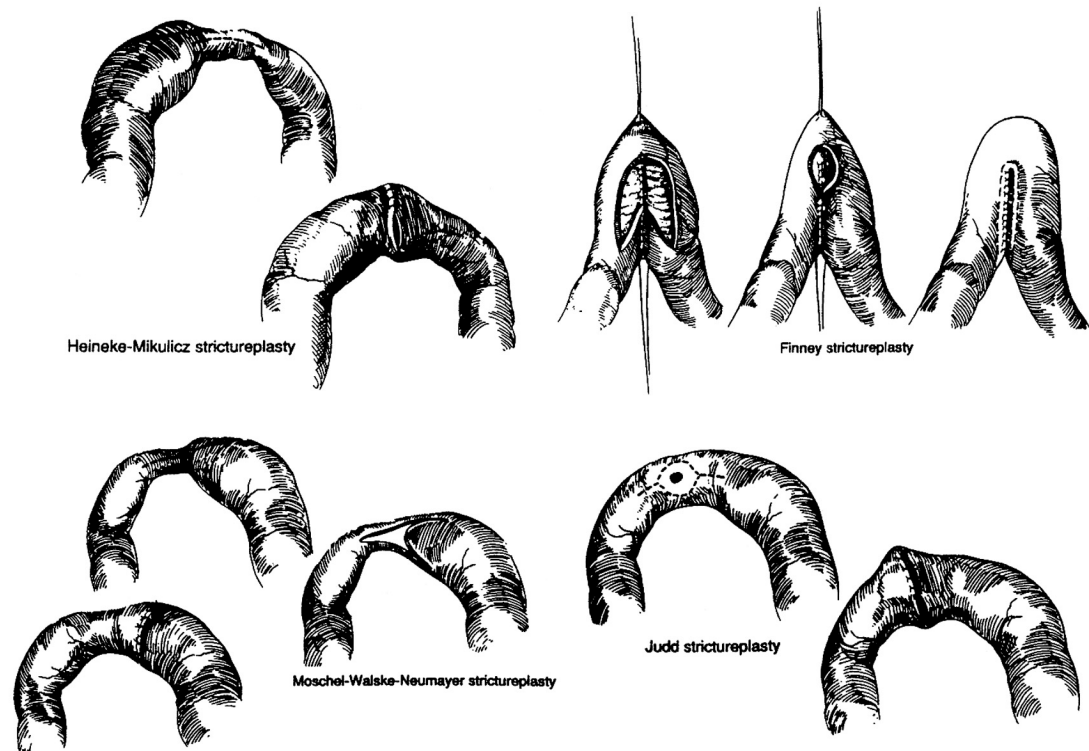 Heineke-Mikulicz strictureplasty
Finney strictureplasty
Moschel-Walske-Neumayer strictureplasty
Judd strictureplasty